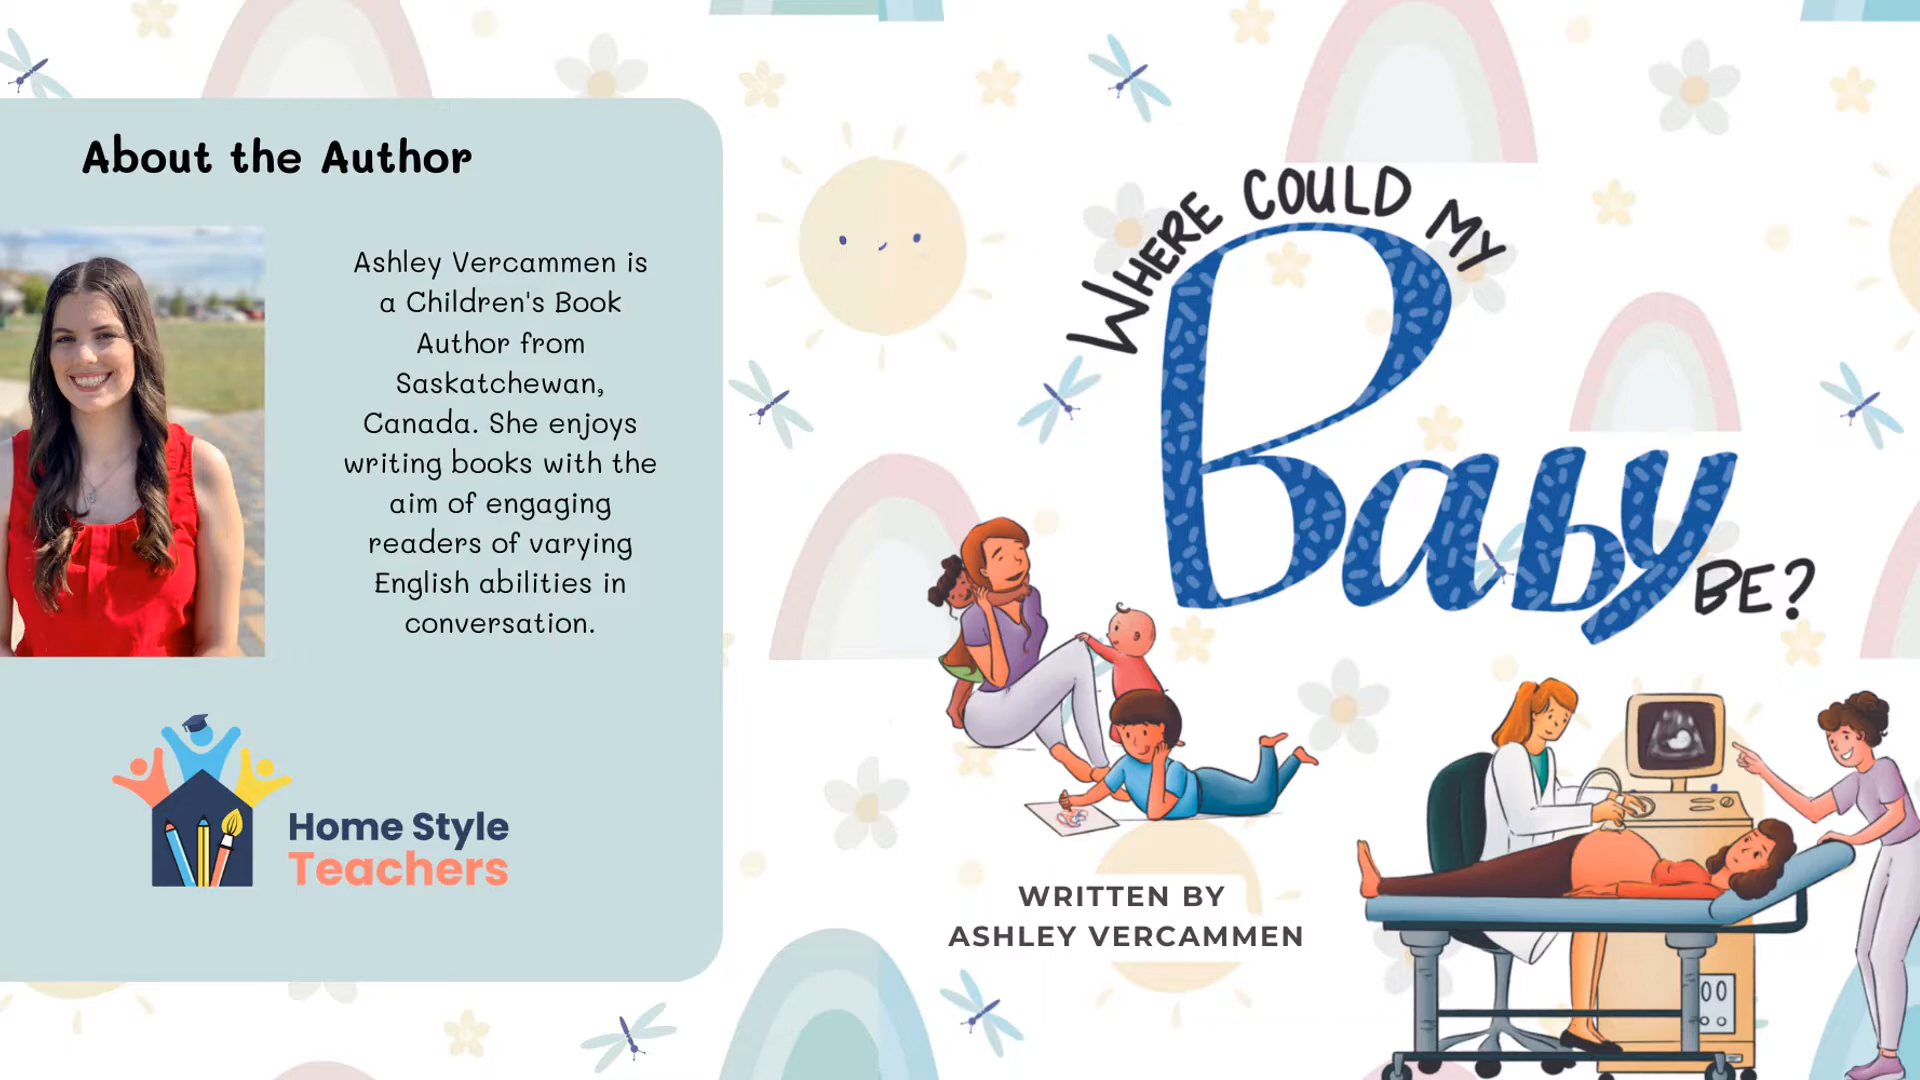 About the Author
Ashley Vercammen is
a Children's Book
Author from
Saskatchewan,
Canada. She enjoys
writing books with the
aim of engaging
readers of varying
English abilities in
conversation.
Home Style
Teachers
WHERE COULD MY
Baby
BE?
WRITTEN BY
ASHLEY VERCAMMEN